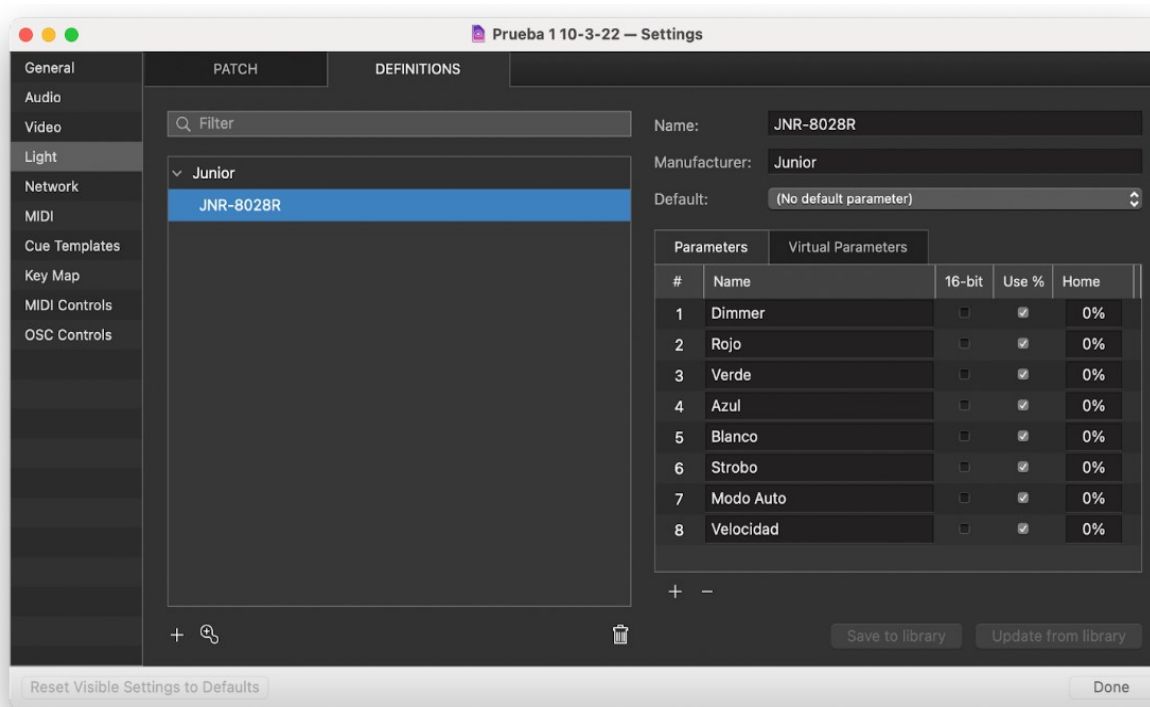 Prueba 1 10-3-22 — Settings
General
Audio
Video
Light
Network
MIDI
Cue Templates
Key Map
MIDI Controls
OSC Controls
PATCH
DEFINITIONS
Filter
Junior
JNR-8028R
Name: JNR-8028R
Manufacturer: Junior
Default: (No default parameter)
Parameters Virtual Parameters
# Name 16-bit Use % Home
1 Dimmer 0%
2 Rojo 0%
3 Verde 0%
4 Azul 0%
5 Blanco 0%
6 Strobo 0%
7 Modo Auto 0%
8 Velocidad 0%
+ −
+
Save to library Update from library
Reset Visible Settings to Defaults
Done